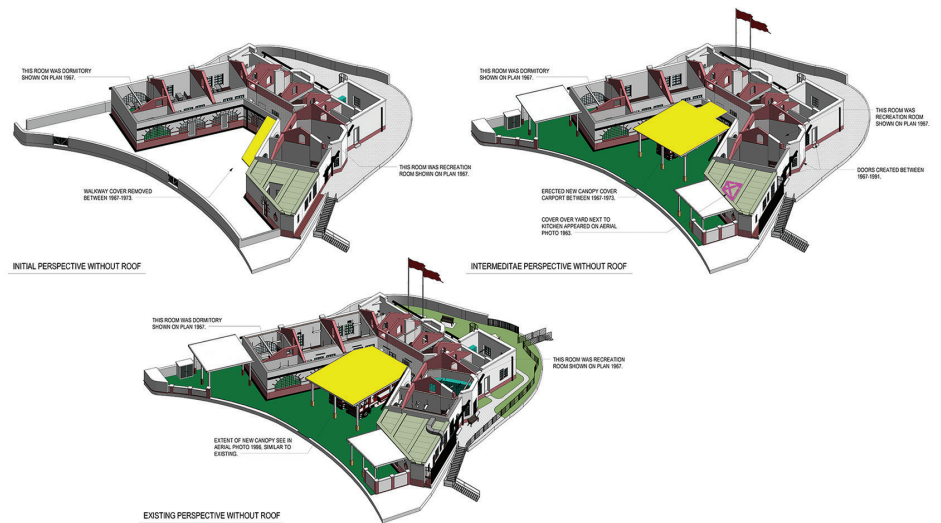 THIS ROOM WAS DORMITORY
SHOWN ON PLAN 1967.
WALKWAY COVER REMOVED
BETWEEN 1967-1973.
THIS ROOM WAS RECREATION
ROOM SHOWN ON PLAN 1967.
INITIAL PERSPECTIVE WITHOUT ROOF
THIS ROOM WAS DORMITORY
SHOWN ON PLAN 1967.
THIS ROOM WAS
RECREATION ROOM
SHOWN ON PLAN 1967.
DOORS CREATED BETWEEN
1967-1991.
ERECTED NEW CANOPY COVER
CARPORT BETWEEN 1967-1973.
COVER OVER YARD NEXT TO
KITCHEN APPEARED ON AERIAL
PHOTO 1963.
INTERMEDITAE PERSPECTIVE WITHOUT ROOF
THIS ROOM WAS DORMITORY
SHOWN ON PLAN 1967.
THIS ROOM WAS RECREATION
ROOM SHOWN ON PLAN 1967.
EXTENT OF NEW CANOPY SEE IN
AERIAL PHOTO 1996. SIMILAR TO
EXISTING.
EXISTING PERSPECTIVE WITHOUT ROOF